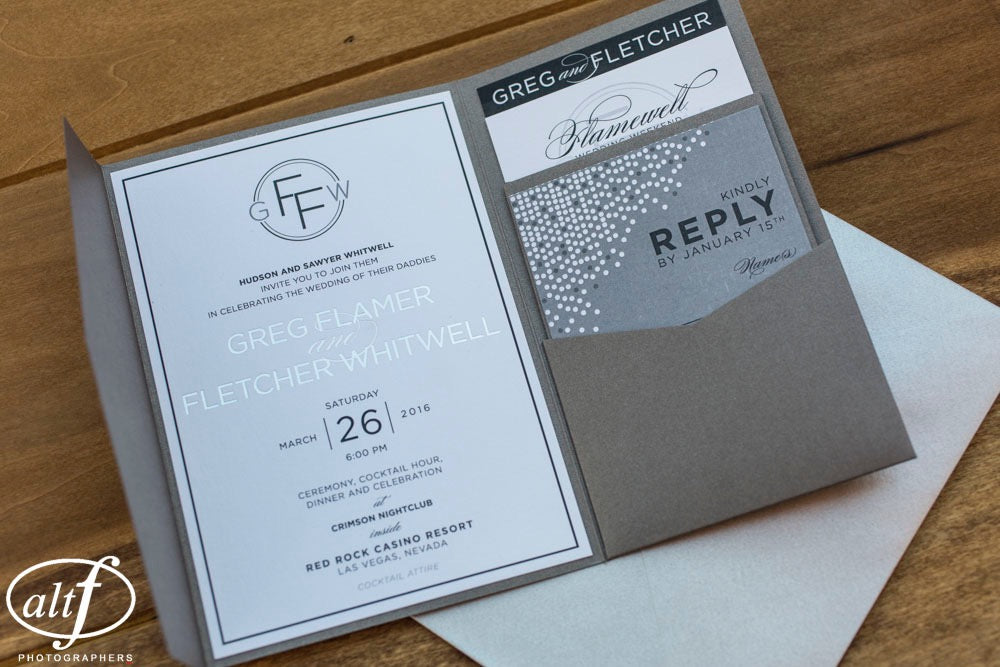 G FF W
HUDSON AND SAWYER WHITWELL
INVITE YOU TO JOIN THEM
IN CELEBRATING THE WEDDING OF THEIR DADDIES
GREG FLAMER
and
FLETCHER WHITWELL
SATURDAY
MARCH 26 2016
6:00 PM
CEREMONY, COCKTAIL HOUR,
DINNER AND CELEBRATION
at
CRIMSON NIGHTCLUB
inside
RED ROCK CASINO RESORT
LAS VEGAS, NEVADA
COCKTAIL ATTIRE
GREG and FLETCHER
Flamewell
WEDDING WEEKEND
KINDLY
REPLY
BY JANUARY 15TH
Name(s)
altf
PHOTOGRAPHERS